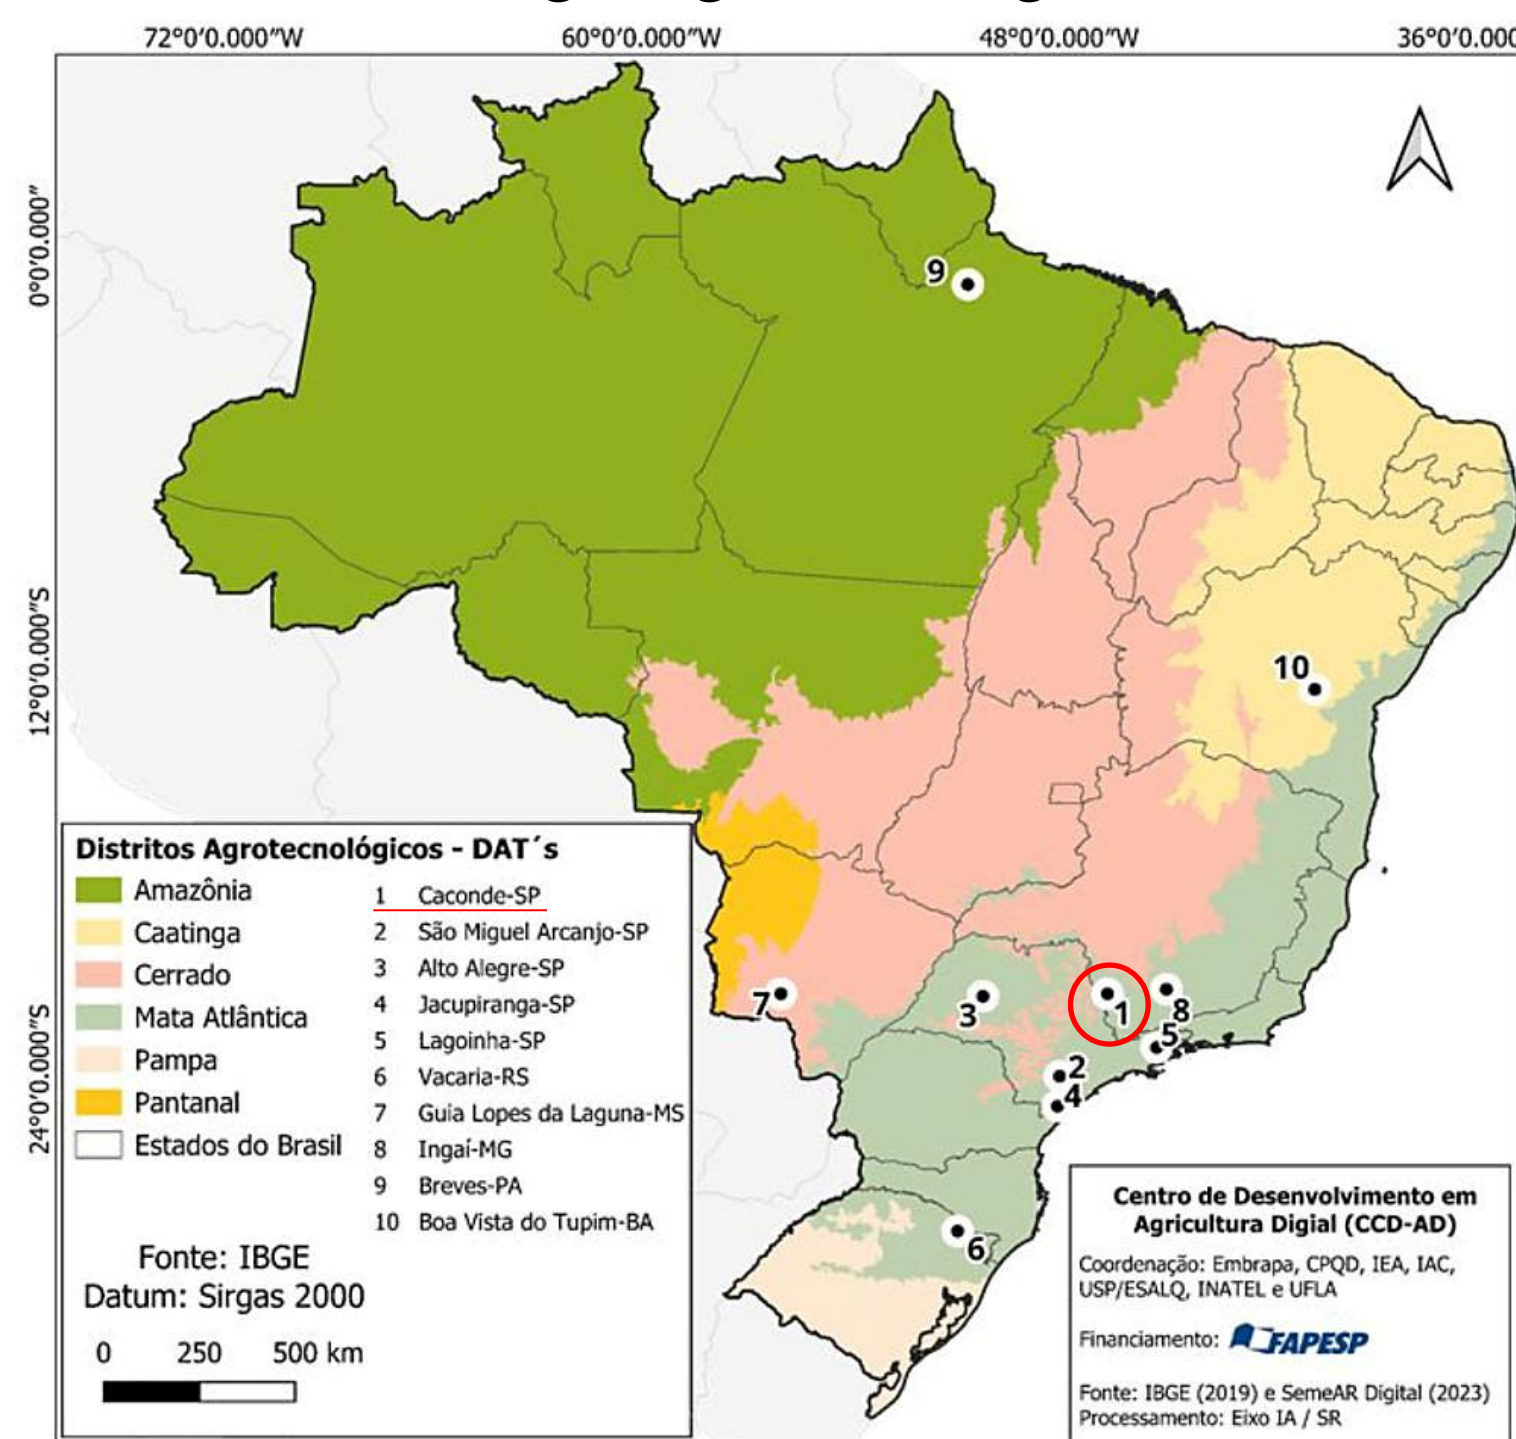 72°0'0.000"W 60°0'0.000"W 48°0'0.000"W 36°0'0.000
0°0'0.000"
12°0'0.000"S
24°0'0.000"S
9
10
7
3
1
8
5
2
4
6
Distritos Agrotecnológicos - DAT´s
Amazônia
Caatinga
Cerrado
Mata Atlântica
Pampa
Pantanal
Estados do Brasil
1 Caconde-SP
2 São Miguel Arcanjo-SP
3 Alto Alegre-SP
4 Jacupiranga-SP
5 Lagoinha-SP
6 Vacaria-RS
7 Guia Lopes da Laguna-MS
8 Ingaí-MG
9 Breves-PA
10 Boa Vista do Tupim-BA
Fonte: IBGE
Datum: Sirgas 2000
0 250 500 km
Centro de Desenvolvimento em
Agricultura Digial (CCD-AD)
Coordenação: Embrapa, CPQD, IEA, IAC,
USP/ESALQ, INATEL e UFLA
Financiamento: FAPESP
Fonte: IBGE (2019) e SemeAR Digital (2023)
Processamento: Eixo IA / SR